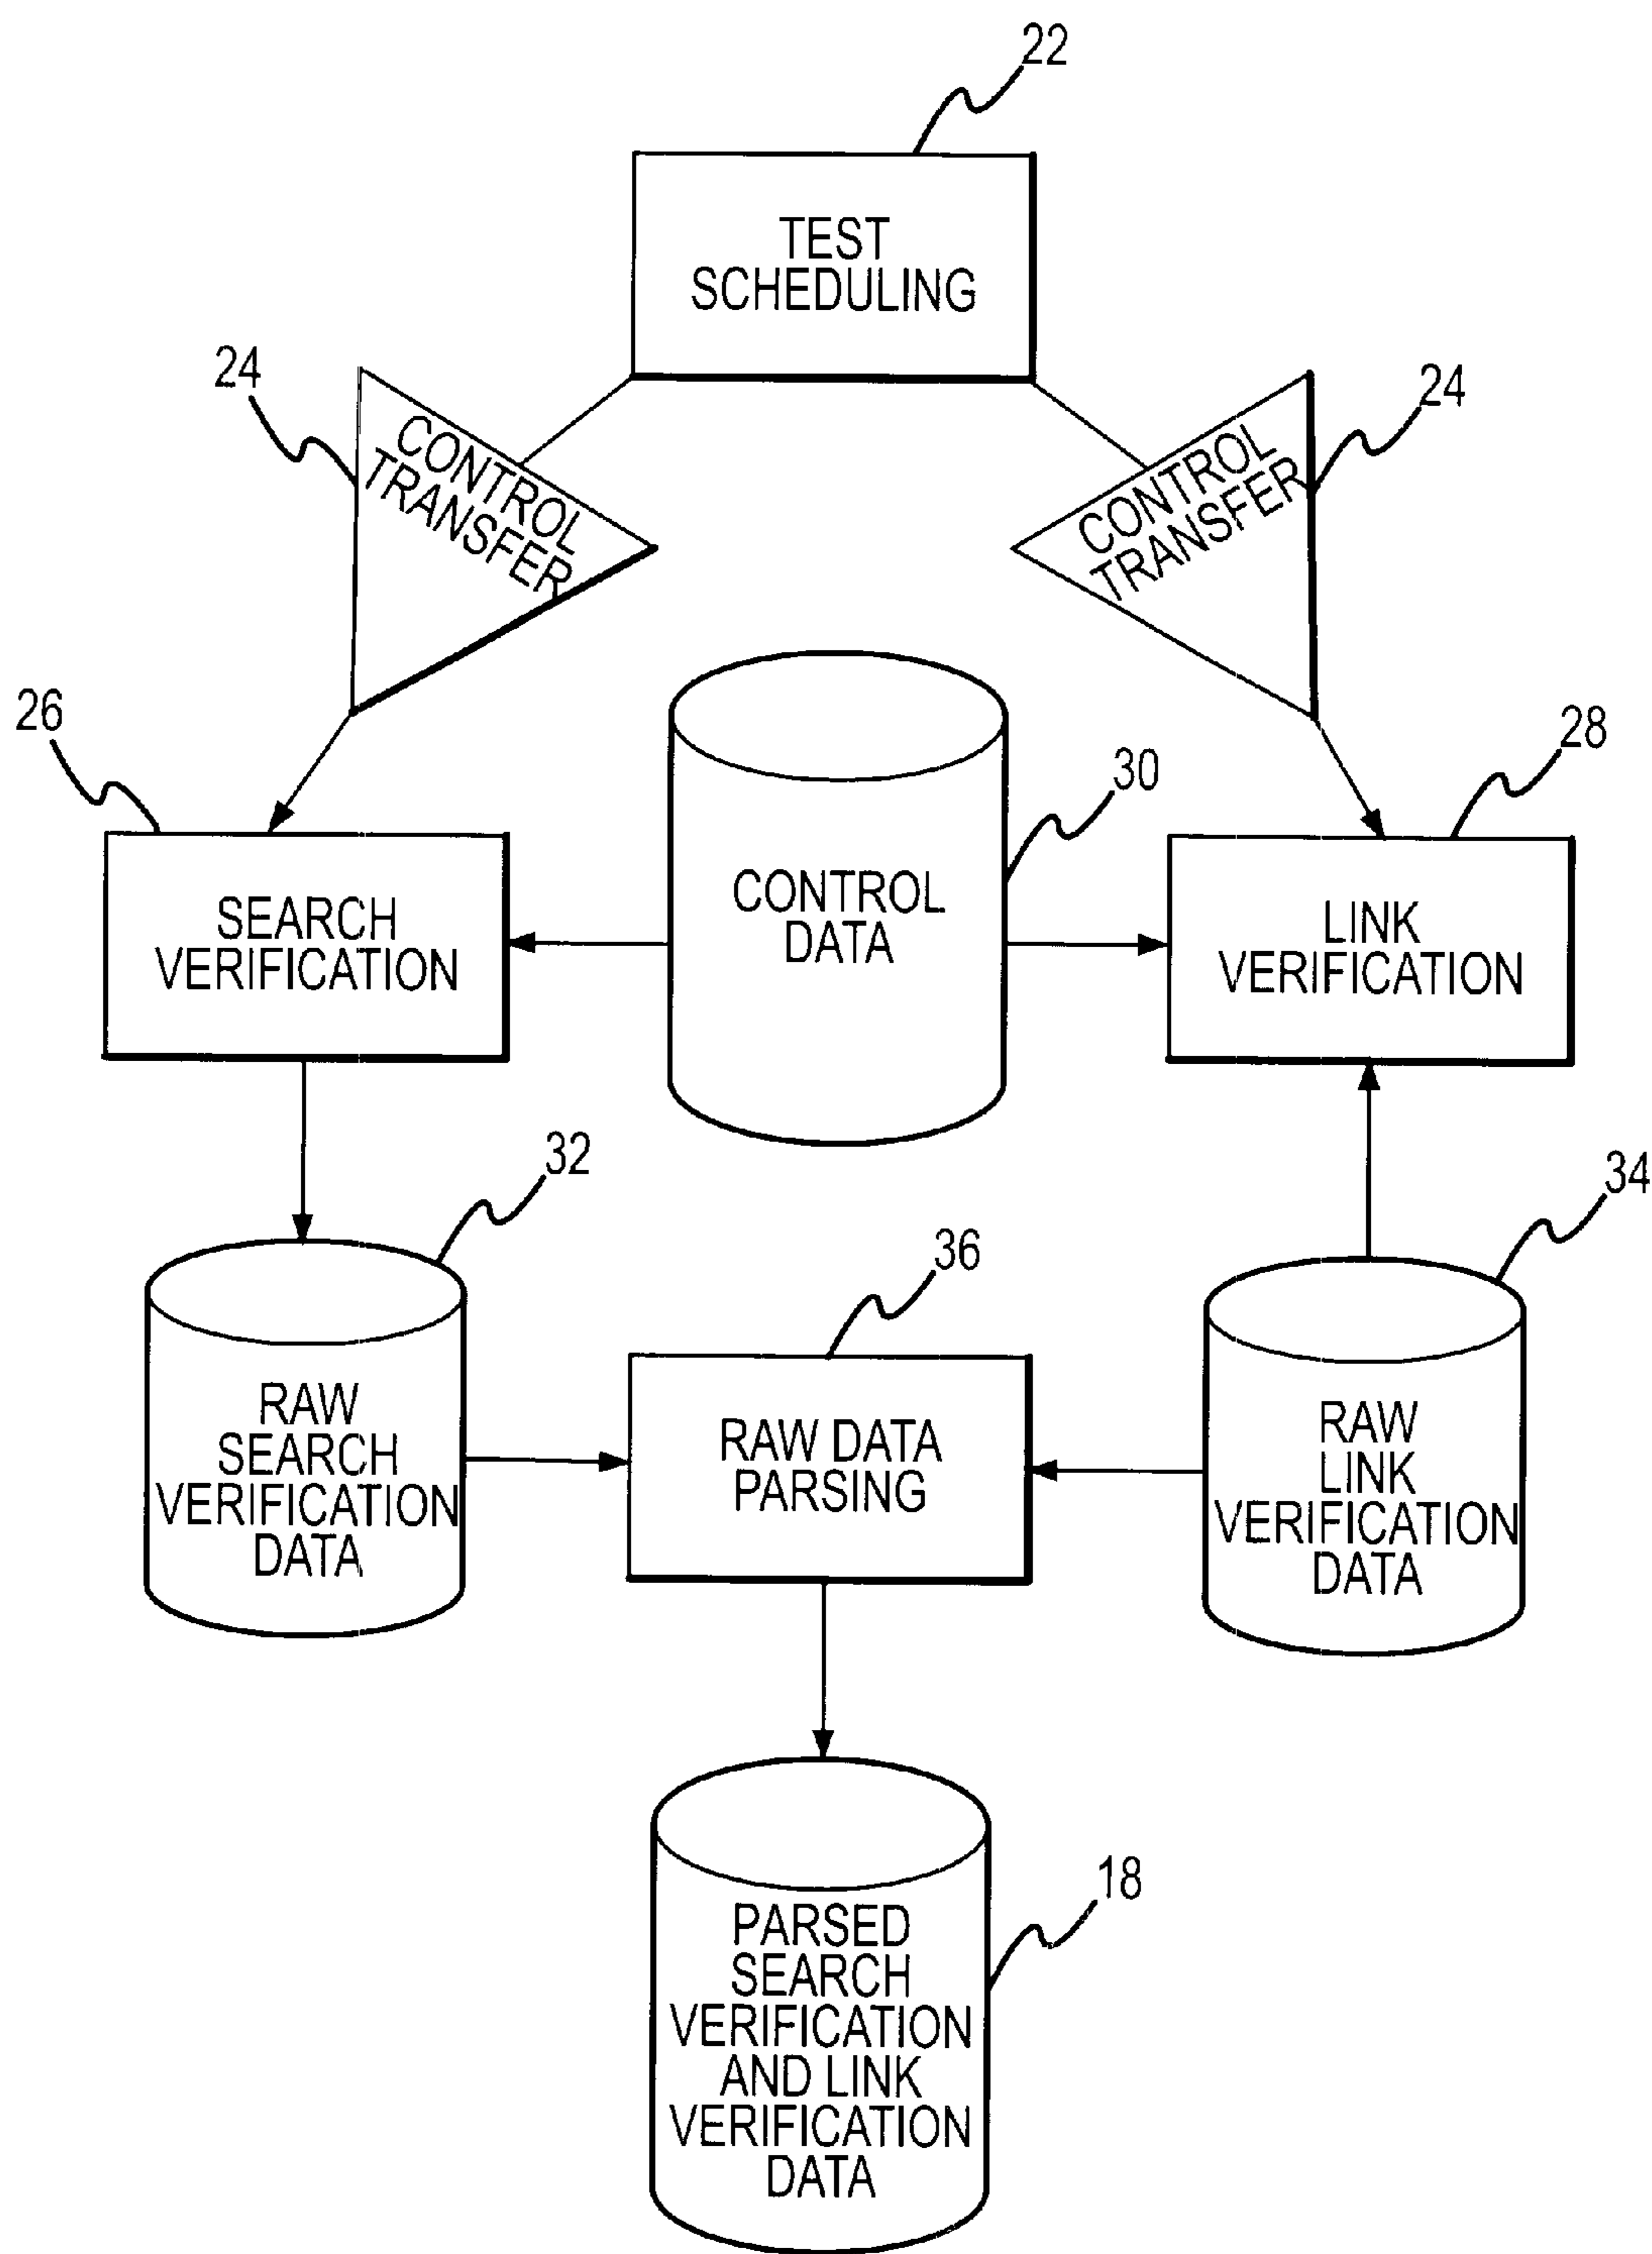 22
TEST
SCHEDULING
24
CONTROL
TRANSFER
24
CONTROL
TRANSFER
26
SEARCH
VERIFICATION
30
CONTROL
DATA
28
LINK
VERIFICATION
32
RAW
SEARCH
VERIFICATION
DATA
36
RAW DATA
PARSING
34
RAW
LINK
VERIFICATION
DATA
18
PARSED
SEARCH
VERIFICATION
AND LINK
VERIFICATION
DATA